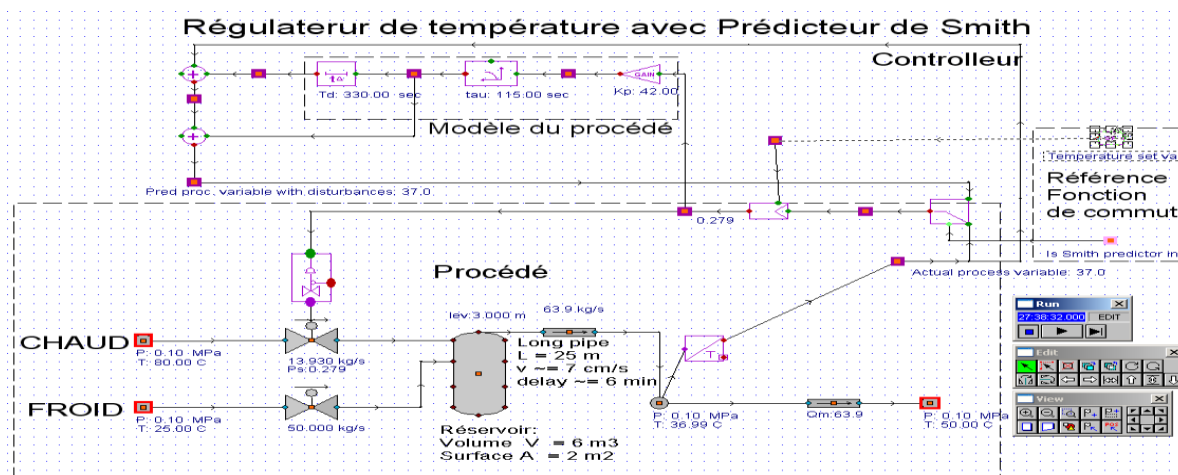 Régulaterur de température avec Prédicteur de Smith
Controlleur
GAIN
Td: 330.00 sec
tau: 115.00 sec
Kp: 42.00
Modèle du procédé
Temperature set va
Pred proc. variable with disturbances: 37.0
Référence
Fonction
de commut
0.279
Is Smith predictor in
Procédé
Actual process variable: 37.0
lev:3.000 m
63.9 kg/s
Run
27:38:32.000
EDIT
CHAUD
P: 0.10 MPa
T: 80.00 C
13.930 kg/s
Ps:0.279
Long pipe
L = 25 m
v ~= 7 cm/s
delay ~= 6 min
T
Edit
View
FROID
P: 0.10 MPa
T: 25.00 C
50.000 kg/s
P: 0.10 MPa
T: 36.99 C
Qm:63.9
P: 0.10 MPa
T: 50.00 C
Réservoir:
Volume V = 6 m3
Surface A = 2 m2